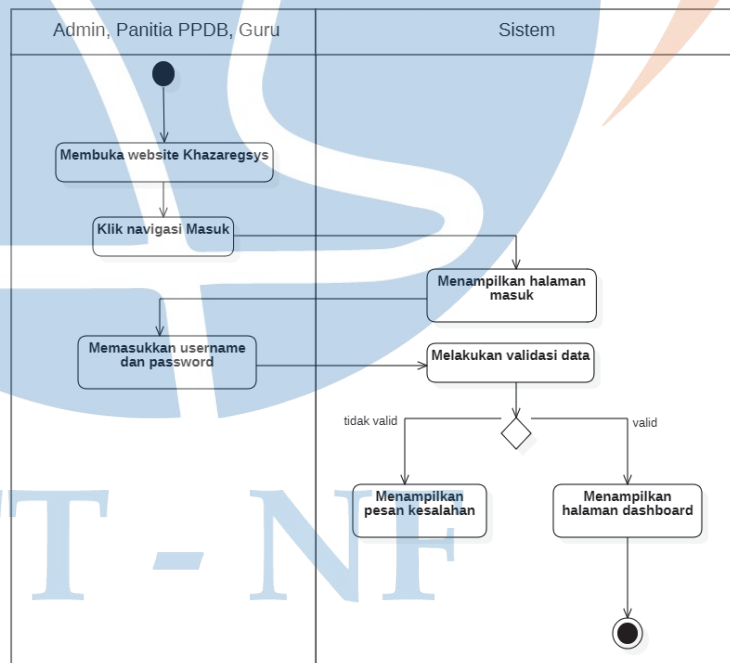 Admin, Panitia PPDB, Guru
Sistem
Membuka website Khazaregsys
Klik navigasi Masuk
Menampilkan halaman
masuk
Memasukkan username
dan password
Melakukan validasi data
tidak valid
valid
Menampilkan
pesan kesalahan
Menampilkan
halaman dashboard
T - NF